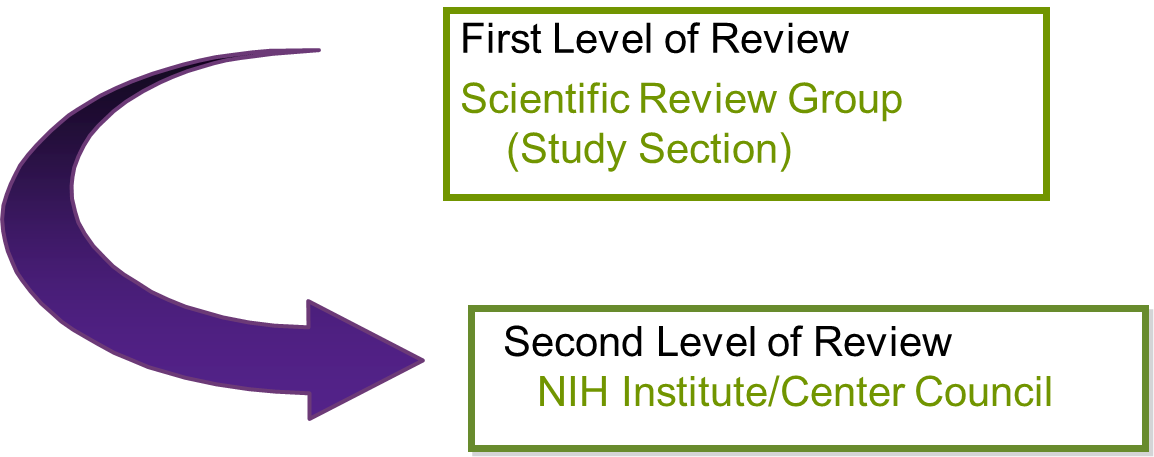 First Level of Review
Scientific Review Group
(Study Section)
Second Level of Review
NIH Institute/Center Council